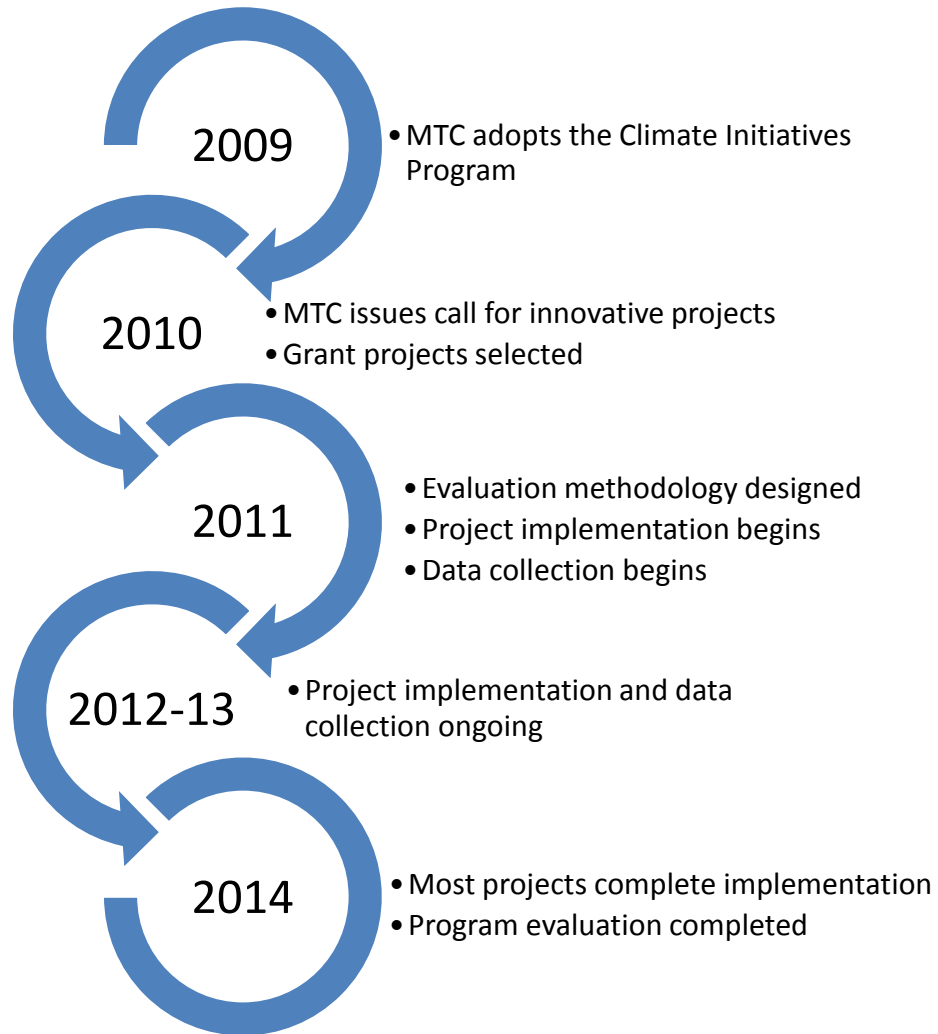 2009
• MTC adopts the Climate Initiatives
Program
2010
• MTC issues call for innovative projects
• Grant projects selected
2011
• Evaluation methodology designed
• Project implementation begins
• Data collection begins
2012-13
• Project implementation and data
collection ongoing
2014
• Most projects complete implementation
• Program evaluation completed